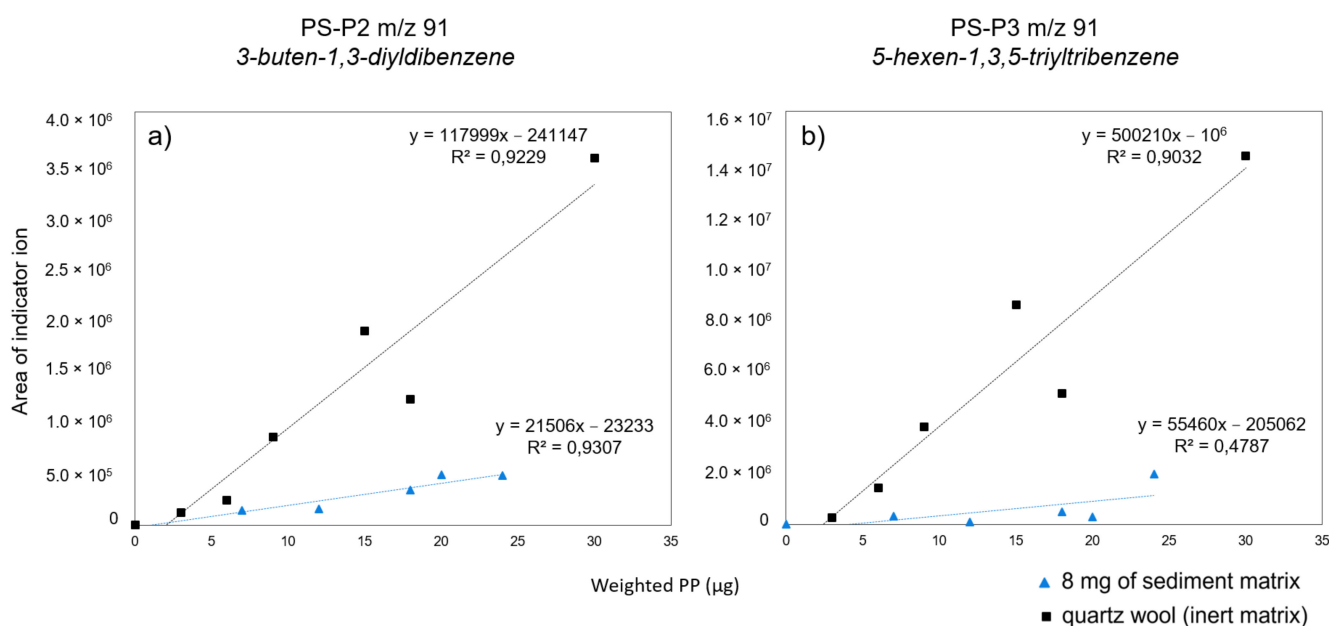 PS-P2 m/z 91
3-buten-1,3-diyldibenzene
Area of indicator ion
4.0 × 10⁶
3.5 × 10⁶
3.0 × 10⁶
2.5 × 10⁶
2.0 × 10⁶
1.5 × 10⁶
1.0 × 10⁶
5.0 × 10⁵
0
a)
y = 117999x – 241147
R² = 0,9229
y = 21506x – 23233
R² = 0,9307
0 5 10 15 20 25 30 35
PS-P3 m/z 91
5-hexen-1,3,5-triyltribenzene
1.6 × 10⁷
1.4 × 10⁷
1.2 × 10⁷
1.0 × 10⁷
8.0 × 10⁶
6.0 × 10⁶
4.0 × 10⁶
2.0 × 10⁶
0
b)
y = 500210x – 10⁶
R² = 0,9032
y = 55460x – 205062
R² = 0,4787
0 5 10 15 20 25 30 35
Weighted PP (µg)
8 mg of sediment matrix
quartz wool (inert matrix)